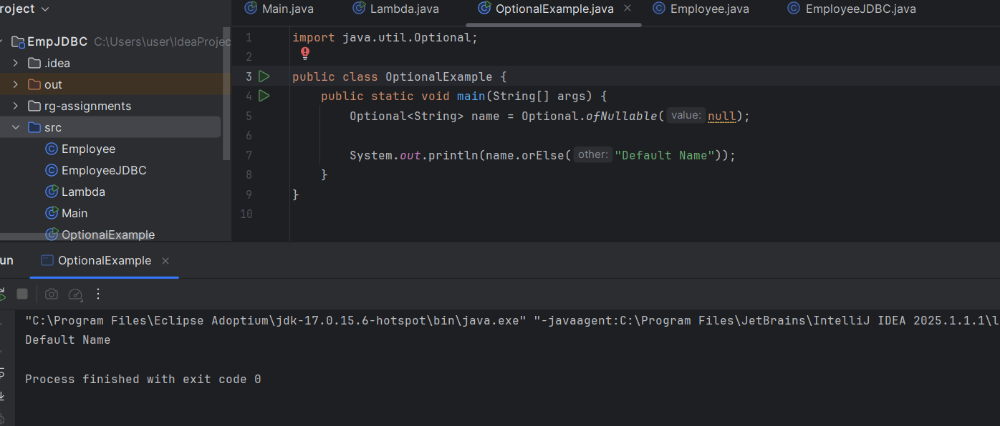 roject
Main.java Lambda.java OptionalExample.java Employee.java EmployeeJDBC.java
EmpJDBC C:\Users\user\IdeaProjec
.idea
out
rg-assignments
src
Employee
EmployeeJDBC
Lambda
Main
OptionalExample
1 import java.util.Optional;
2
3 public class OptionalExample {
4 public static void main(String[] args) {
5 Optional<String> name = Optional.ofNullable( value: null);
6
7 System.out.println(name.orElse( other: "Default Name"));
8 }
9 }
10
un OptionalExample
"C:\Program Files\Eclipse Adoptium\jdk-17.0.15.6-hotspot\bin\java.exe" "-javaagent:C:\Program Files\JetBrains\IntelliJ IDEA 2025.1.1.1\l
Default Name
Process finished with exit code 0